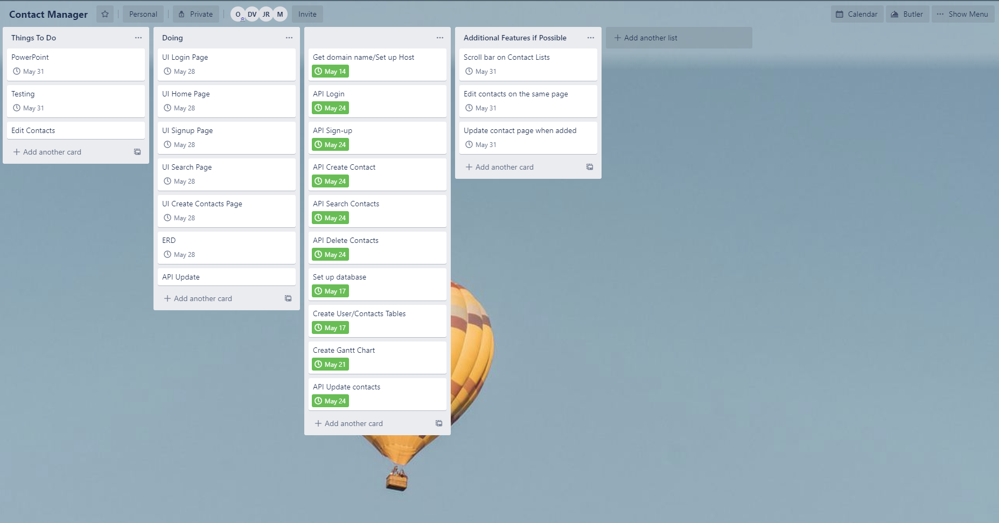 Contact Manager
Personal
Private
O DV JR M
Invite
Calendar
Butler
Show Menu
Things To Do
PowerPoint
May 31
Testing
May 31
Edit Contacts
Add another card
Doing
UI Login Page
May 28
UI Home Page
May 28
UI Signup Page
May 28
UI Search Page
May 28
UI Create Contacts Page
May 28
ERD
May 28
API Update
Add another card
Get domain name/Set up Host
May 14
API Login
May 24
API Sign-up
May 24
API Create Contact
May 24
API Search Contacts
May 24
API Delete Contacts
May 24
Set up database
May 17
Create User/Contacts Tables
May 17
Create Gantt Chart
May 21
API Update contacts
May 24
Add another card
Additional Features if Possible
Scroll bar on Contact Lists
May 31
Edit contacts on the same page
May 31
Update contact page when added
May 31
Add another card
Add another list